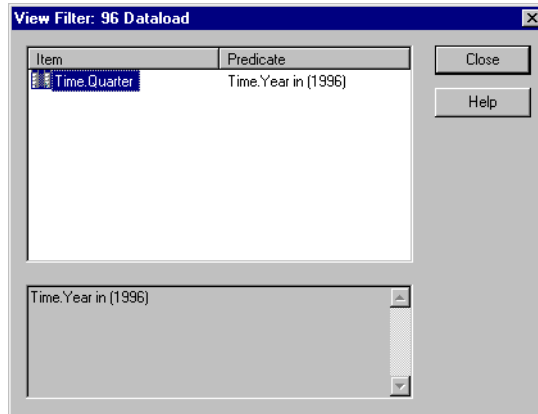 View Filter: 96 Dataload
Item Predicate
Time.Quarter Time.Year in (1996)
Close
Help
Time.Year in (1996)